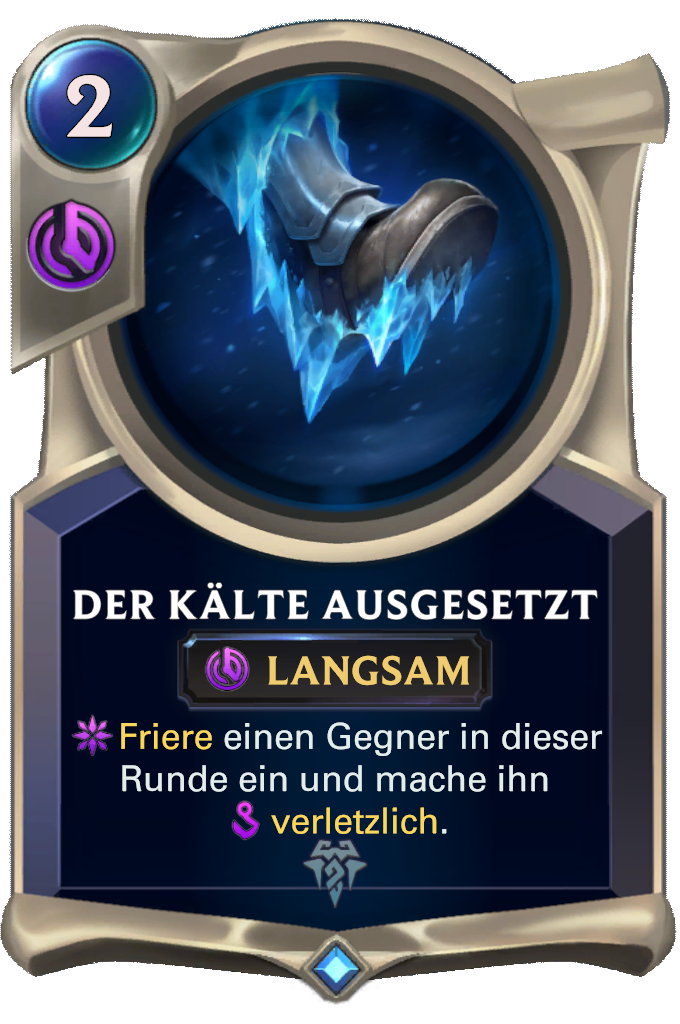 2
DER KÄLTE AUSGESETZT
LANGSAM
Friere einen Gegner in dieser
Runde ein und mache ihn
verletzlich.